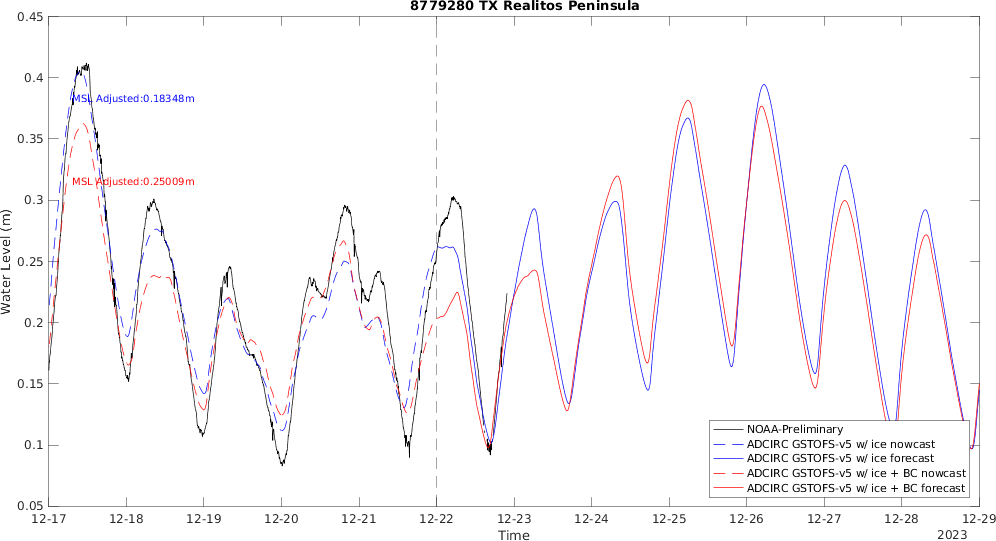 8779280 TX Realitos Peninsula
Water Level (m)
0.45
0.4
0.35
0.3
0.25
0.2
0.15
0.1
0.05
MSL Adjusted:0.18348m
MSL Adjusted:0.25009m
NOAA-Preliminary
ADCIRC GSTOFS-v5 w/ ice nowcast
ADCIRC GSTOFS-v5 w/ ice forecast
ADCIRC GSTOFS-v5 w/ ice + BC nowcast
ADCIRC GSTOFS-v5 w/ ice + BC forecast
12-17 12-18 12-19 12-20 12-21 12-22 12-23 12-24 12-25 12-26 12-27 12-28 12-29
Time
2023